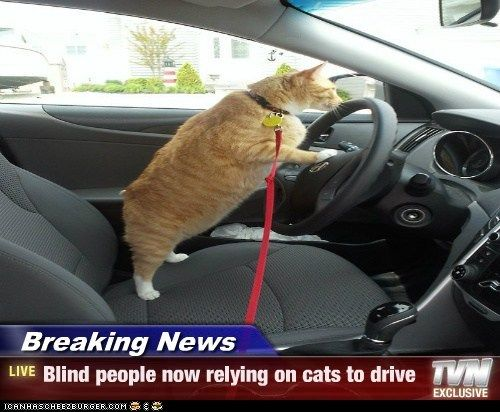 Breaking News
LIVE Blind people now relying on cats to drive
TVN
EXCLUSIVE
ICANHASCHEEZBURGER.COM